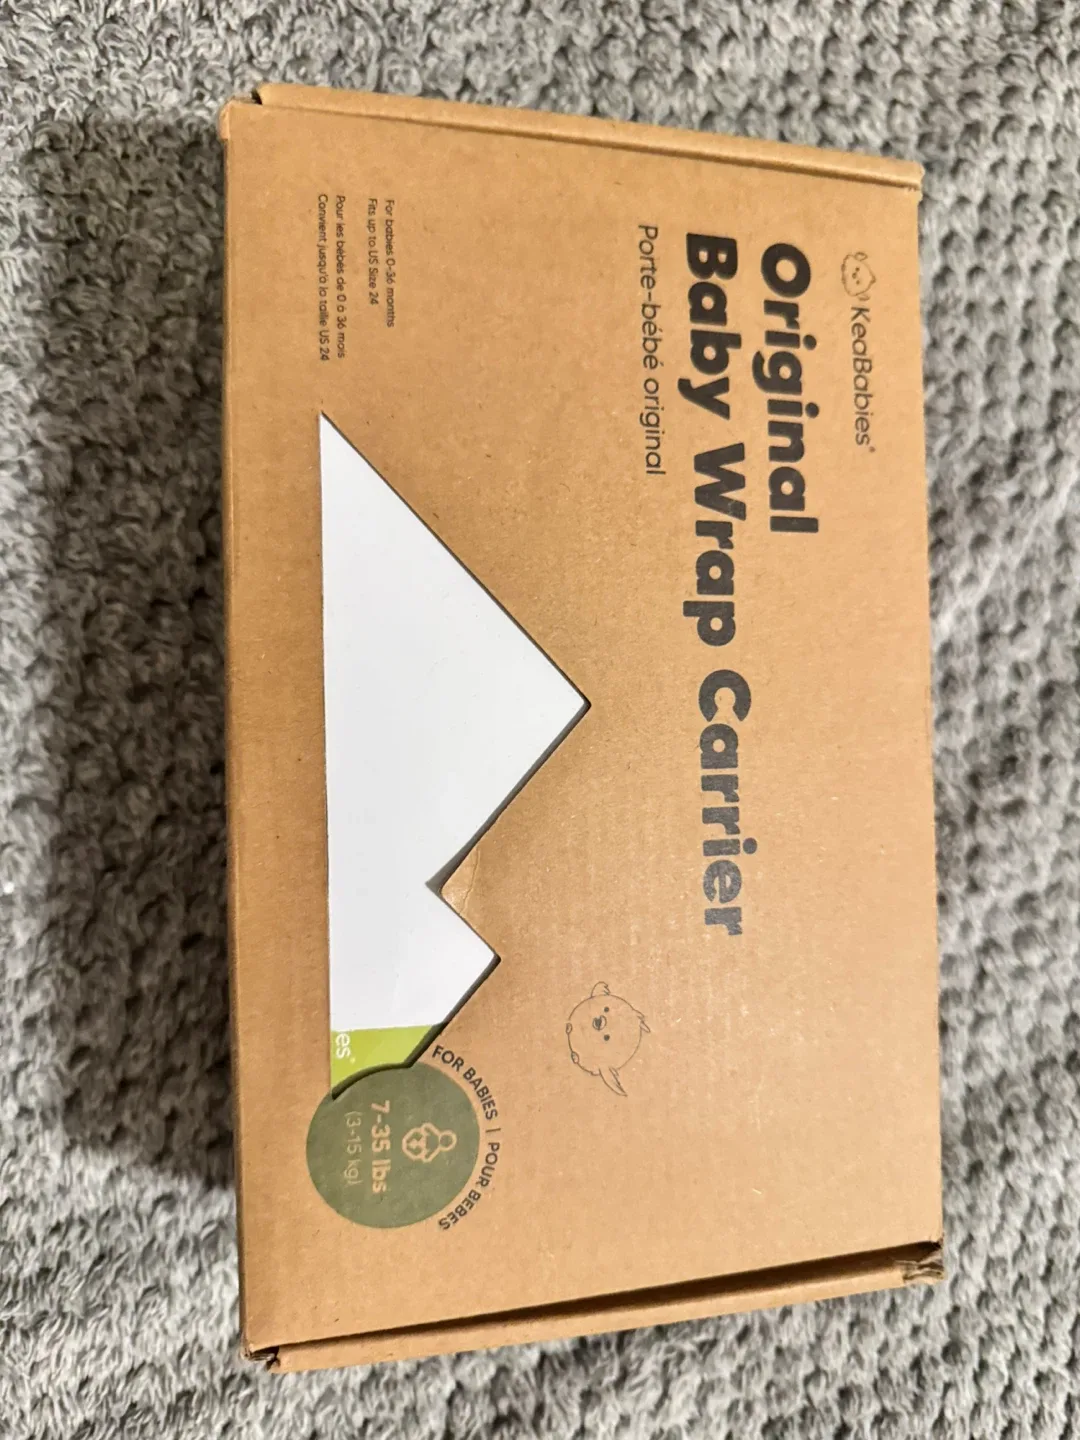 KeaBabies®
Original
Baby Wrap Carrier
Porte-bébé original
For babies 0-36 months
Fits up to US Size 24
Pour les bébés de 0 à 36 mois
Convient jusqu'à la taille US 24
es®
FOR BABIES | POUR BEBES
7-35 lbs
(3-15 kg)